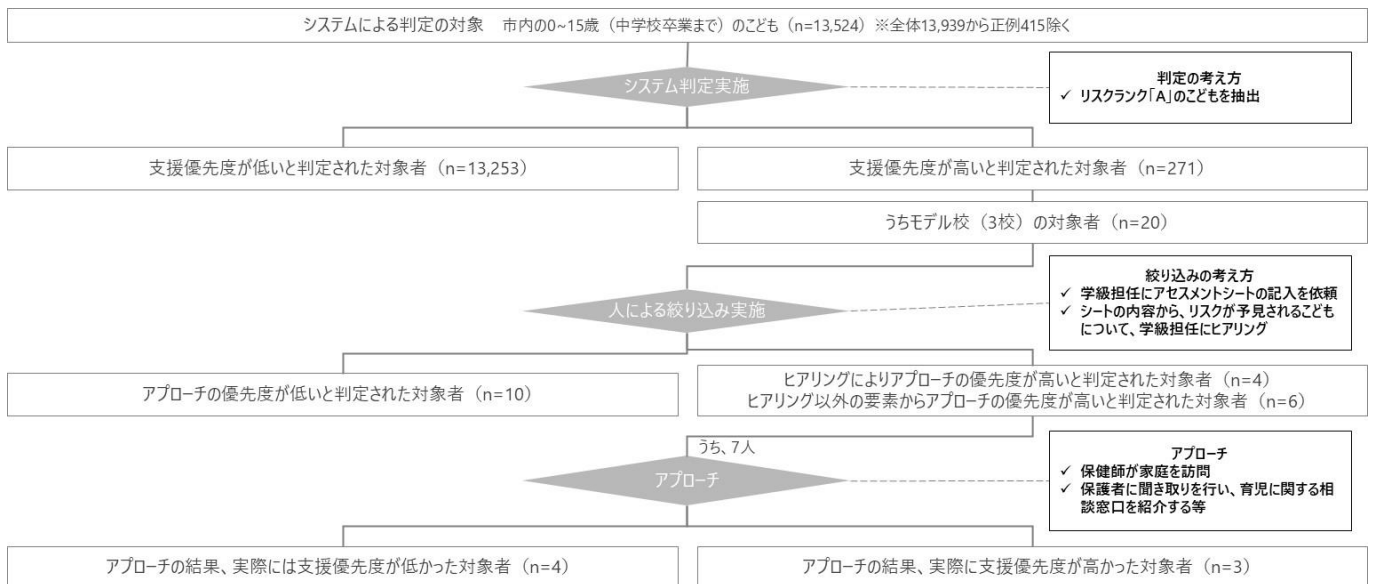 システムによる判定の対象　市内の0~15歳（中学校卒業まで）のこども（n=13,524）※全体13,939から正例415除く
システム判定実施
判定の考え方
✓ リスクランク「A」のこどもを抽出
支援優先度が低いと判定された対象者（n=13,253）
支援優先度が高いと判定された対象者（n=271）
うちモデル校（3校）の対象者（n=20）
人による絞り込み実施
絞り込みの考え方
✓ 学級担任にアセスメントシートの記入を依頼
✓ シートの内容から、リスクが予見されるこども
について、学級担任にヒアリング
アプローチの優先度が低いと判定された対象者（n=10）
ヒアリングによりアプローチの優先度が高いと判定された対象者（n=4）
ヒアリング以外の要素からアプローチの優先度が高いと判定された対象者（n=6）
うち、7人
アプローチ
アプローチ
✓ 保健師が家庭を訪問
✓ 保護者に聞き取りを行い、育児に関する相
談窓口を紹介する等
アプローチの結果、実際には支援優先度が低かった対象者（n=4）
アプローチの結果、実際に支援優先度が高かった対象者（n=3）